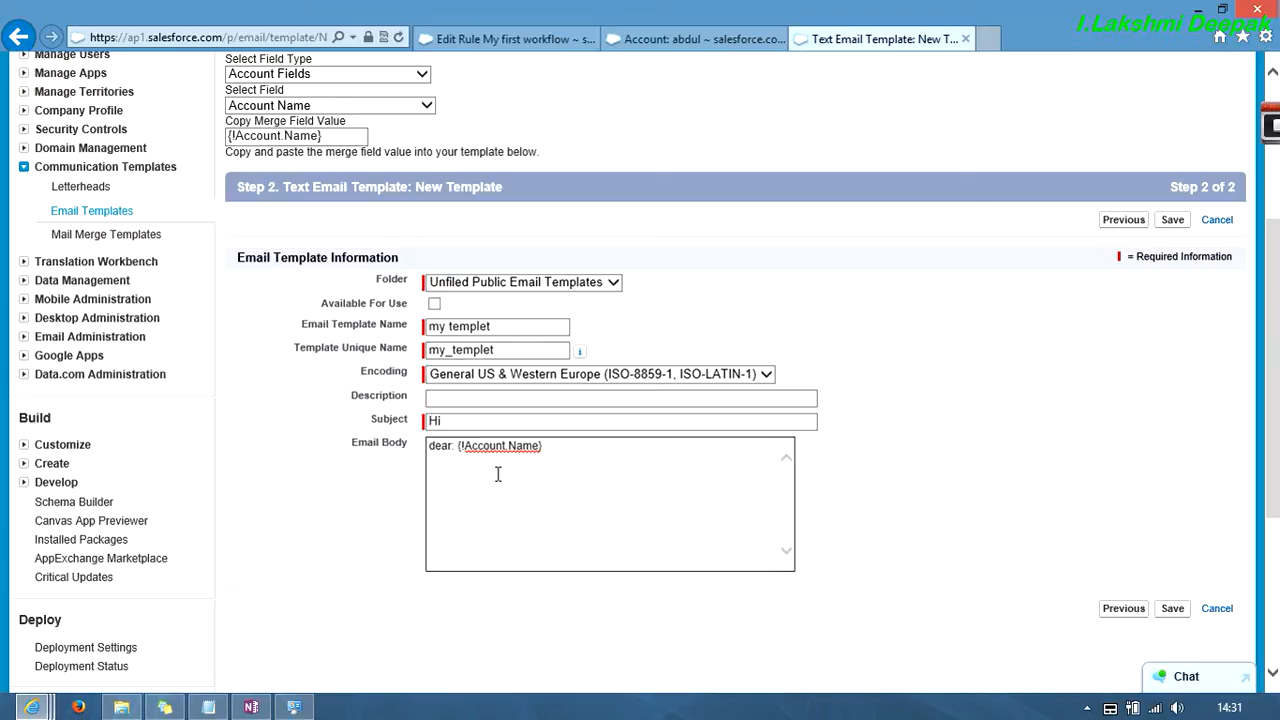 I.Lakshmi Deepak
https://ap1.salesforce.com/p/email/template/N
Edit Rule My first workflow ~ s...
Account: abdul ~ salesforce.co...
Text Email Template: New T...
Manage Users
Manage Apps
Manage Territories
Company Profile
Security Controls
Domain Management
Communication Templates
Letterheads
Email Templates
Mail Merge Templates
Translation Workbench
Data Management
Mobile Administration
Desktop Administration
Email Administration
Google Apps
Data.com Administration
Build
Customize
Create
Develop
Schema Builder
Canvas App Previewer
Installed Packages
AppExchange Marketplace
Critical Updates
Deploy
Deployment Settings
Deployment Status
Select Field Type
Account Fields
Select Field
Account Name
Copy Merge Field Value
{!Account.Name}
Copy and paste the merge field value into your template below.
Step 2. Text Email Template: New Template
Step 2 of 2
Previous Save Cancel
Email Template Information
= Required Information
Folder Unfiled Public Email Templates
Available For Use
Email Template Name my templet
Template Unique Name my_templet
Encoding General US & Western Europe (ISO-8859-1, ISO-LATIN-1)
Description
Subject Hi
Email Body dear: {!Account.Name}
Previous Save Cancel
Chat
14:31